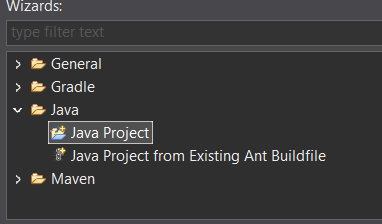 Wizards:
type filter text
General
Gradle
Java
Java Project
Java Project from Existing Ant Buildfile
Maven